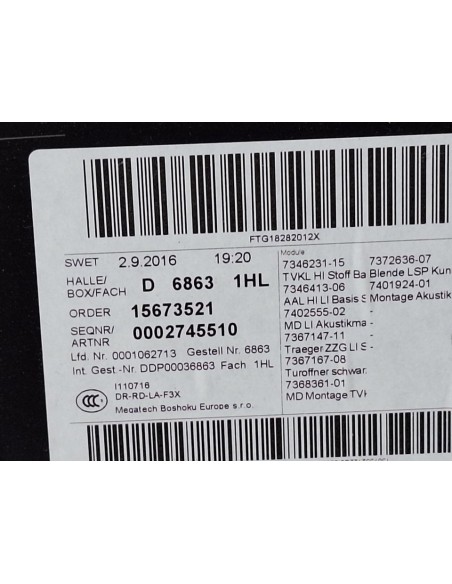 FTG18282012X
SWET 2.9.2016 19:20
HALLE/
BOX/FACH D 6863 1HL
ORDER 15673521
SEQNR/
ARTNR 0002745510
Lfd. Nr. 0001062713 Gestell Nr. 6863
Int. Gest.-Nr. DDP00036863 Fach 1HL
I110716
DR-RD-LA-F3X
Megatech Boshoku Europe s.r.o.
CCC
Module
7346231-15 7372636-07
TVKL HI Stoff Ba Blende LSP Kun
7346413-06 7401924-01
AAL HI LI Basis S Montage Akustik
7402555-02 -
MD LI Akustikma -
7367147-11 -
Traeger ZZG LI S -
7367167-08 -
Turoffner schwar -
7368361-01 -
MD Montage TVK